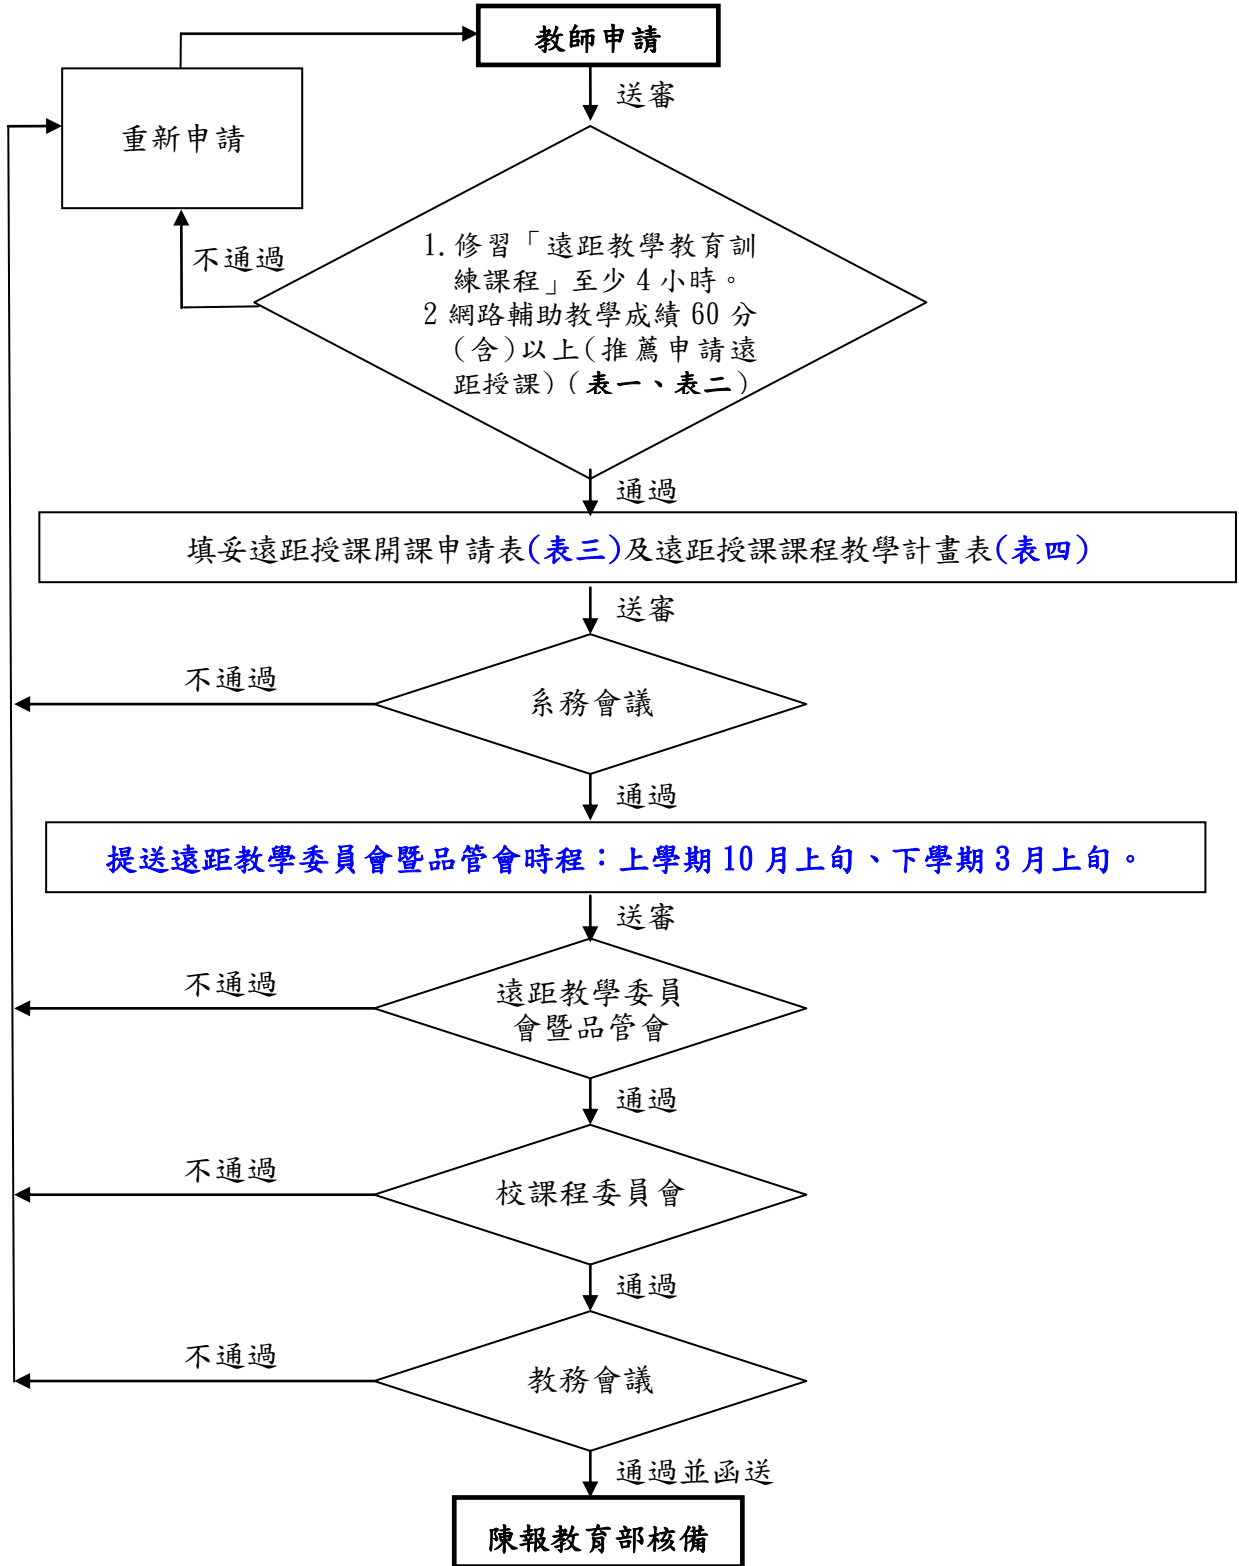 教師申請
送審
重新申請
不通過
1.修習「遠距教學教育訓
練課程」至少 4 小時。
2 網路輔助教學成績 60 分
(含)以上(推薦申請遠
距授課)(表一、表二)
通過
填妥遠距授課開課申請表(表三)及遠距授課課程教學計畫表(表四)
送審
不通過
系務會議
通過
提送遠距教學委員會暨品管會時程：上學期 10 月上旬、下學期 3 月上旬。
送審
不通過
遠距教學委員
會暨品管會
通過
不通過
校課程委員會
通過
不通過
教務會議
通過並函送
陳報教育部核備